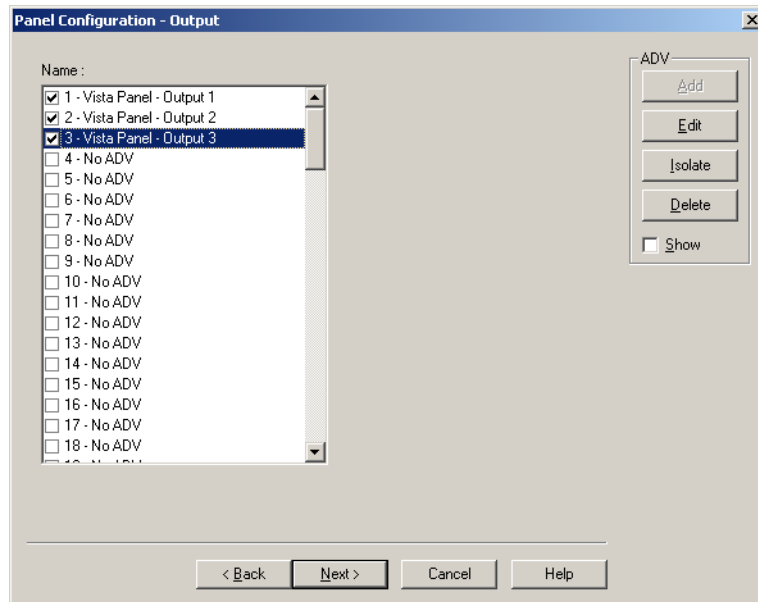 Panel Configuration - Output
Name :
1 - Vista Panel - Output 1
2 - Vista Panel - Output 2
3 - Vista Panel - Output 3
4 - No ADV
5 - No ADV
6 - No ADV
7 - No ADV
8 - No ADV
9 - No ADV
10 - No ADV
11 - No ADV
12 - No ADV
13 - No ADV
14 - No ADV
15 - No ADV
16 - No ADV
17 - No ADV
18 - No ADV
ADV
Add
Edit
Isolate
Delete
Show
< Back
Next >
Cancel
Help